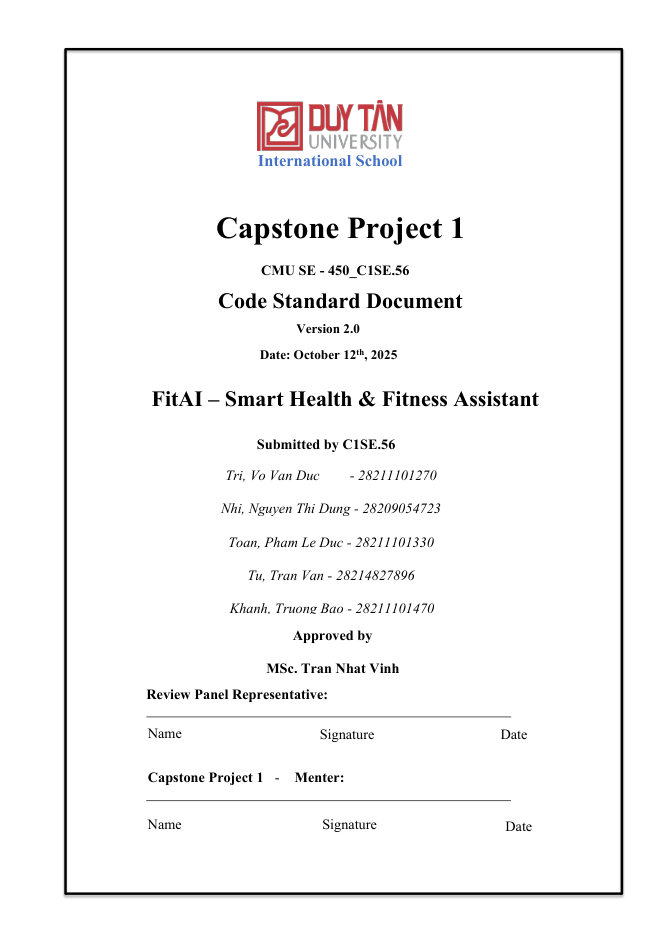 DUY TÂN
UNIVERSITY
International School
Capstone Project 1
CMU SE - 450_C1SE.56
Code Standard Document
Version 2.0
Date: October 12th, 2025
FitAI – Smart Health & Fitness Assistant
Submitted by C1SE.56
Tri, Vo Van Duc - 28211101270
Nhi, Nguyen Thi Dung - 28209054723
Toan, Pham Le Duc - 28211101330
Tu, Tran Van - 28214827896
Khanh, Truong Bao - 28211101470
Approved by
MSc. Tran Nhat Vinh
Review Panel Representative:
Name Signature Date
Capstone Project 1 - Menter:
Name Signature Date